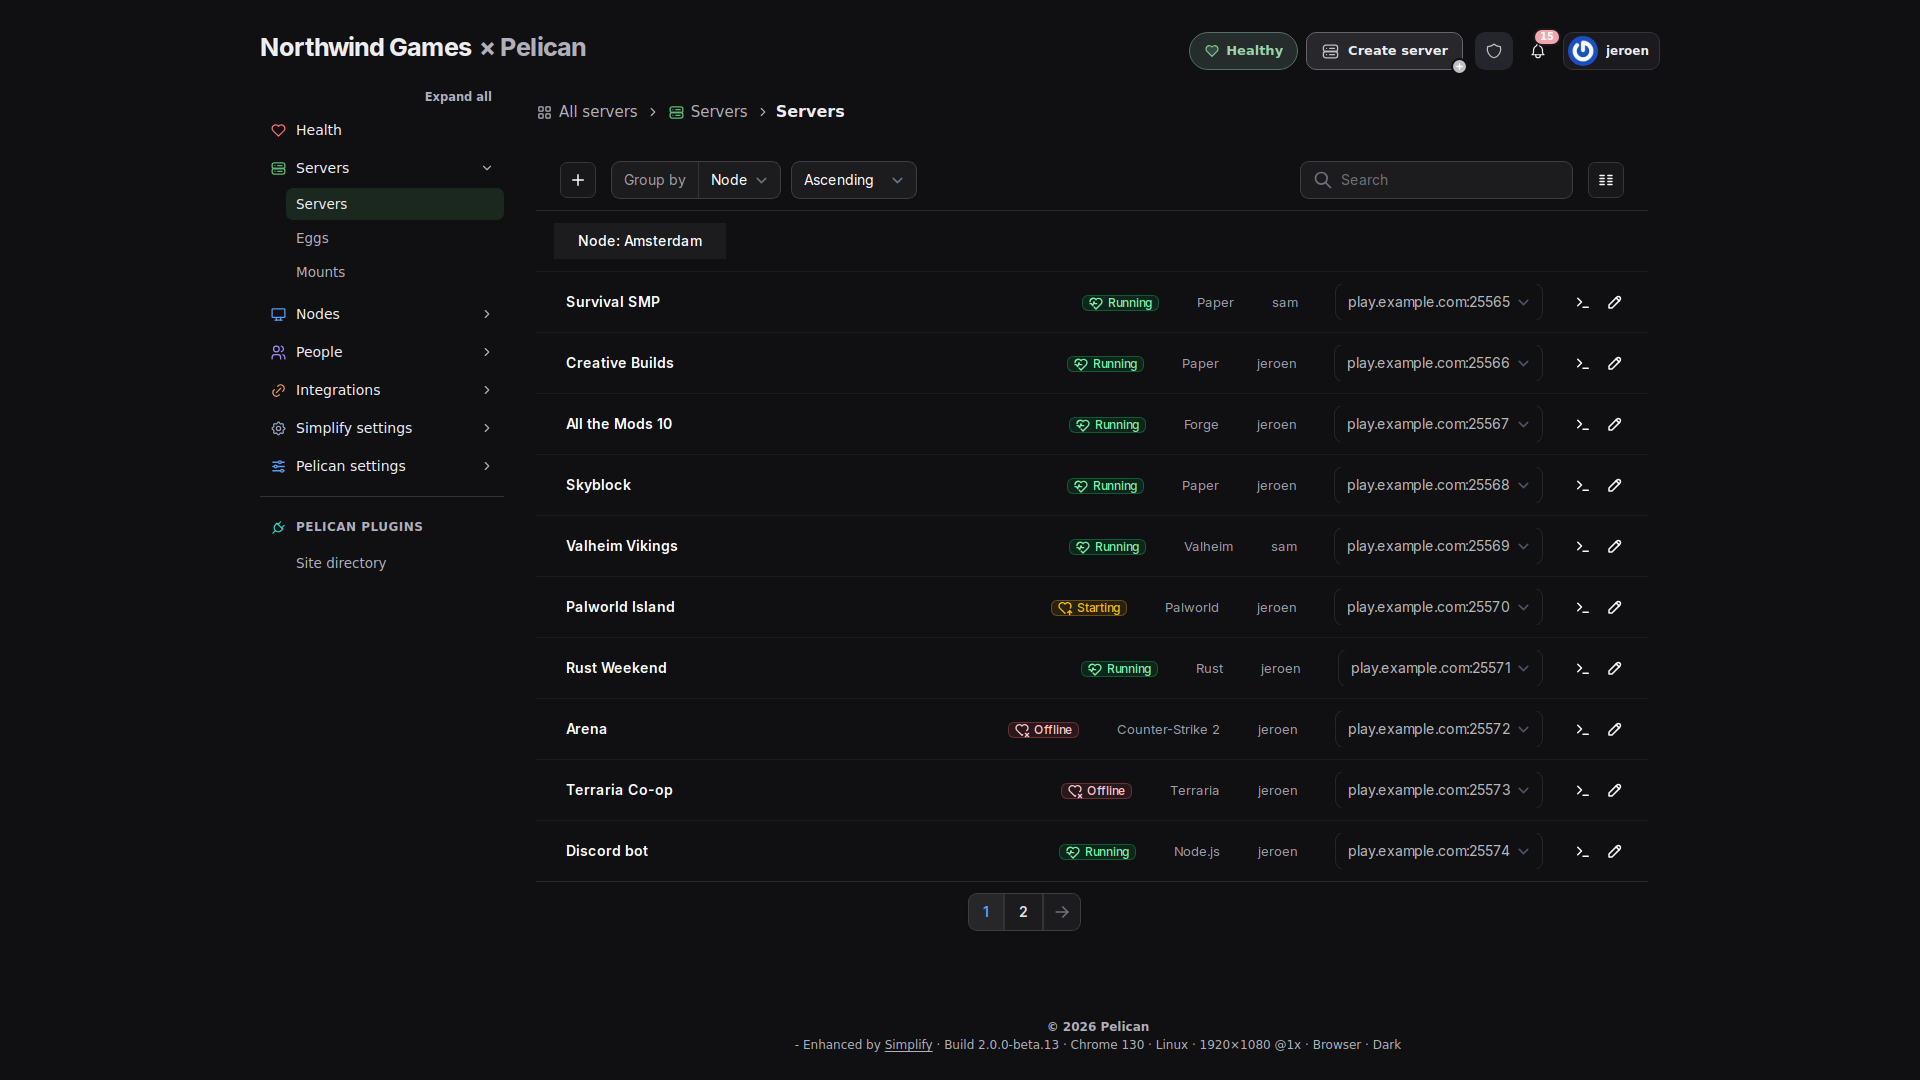 Northwind Games × Pelican
Healthy
Create server
15
jeroen
Expand all
Health
Servers
Servers
Eggs
Mounts
Nodes
People
Integrations
Simplify settings
Pelican settings
PELICAN PLUGINS
Site directory
All servers > Servers > Servers
Group by Node
Ascending
Search
Node: Amsterdam
Survival SMP Running Paper sam play.example.com:25565
Creative Builds Running Paper jeroen play.example.com:25566
All the Mods 10 Running Forge jeroen play.example.com:25567
Skyblock Running Paper jeroen play.example.com:25568
Valheim Vikings Running Valheim sam play.example.com:25569
Palworld Island Starting Palworld jeroen play.example.com:25570
Rust Weekend Running Rust jeroen play.example.com:25571
Arena Offline Counter-Strike 2 jeroen play.example.com:25572
Terraria Co-op Offline Terraria jeroen play.example.com:25573
Discord bot Running Node.js jeroen play.example.com:25574
1 2
© 2026 Pelican
- Enhanced by Simplify · Build 2.0.0-beta.13 · Chrome 130 · Linux · 1920×1080 @1x · Browser · Dark